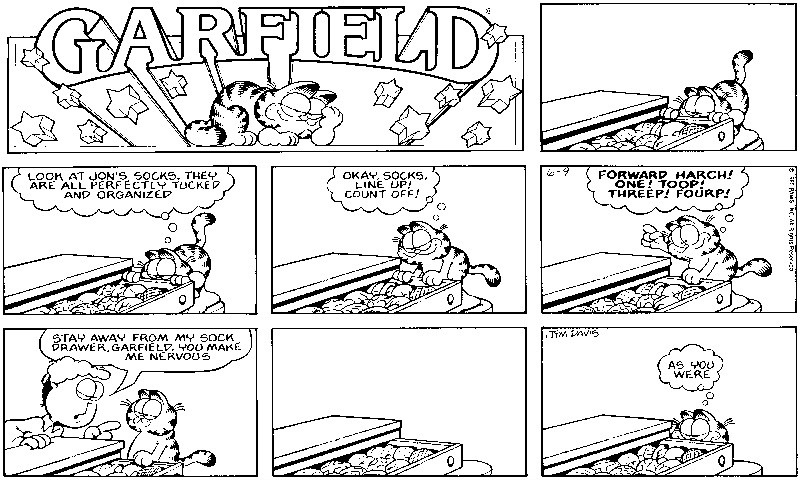 GARFIELD
LOOK AT JON'S SOCKS. THEY
ARE ALL PERFECTLY TUCKED
AND ORGANIZED
OKAY, SOCKS,
LINE UP!
COUNT OFF!
6-9
FORWARD HARCH!
ONE! TOOP!
THREEP! FOURP!
STAY AWAY FROM MY SOCK
DRAWER, GARFIELD. YOU MAKE
ME NERVOUS
JIM DAVIS
AS YOU
WERE